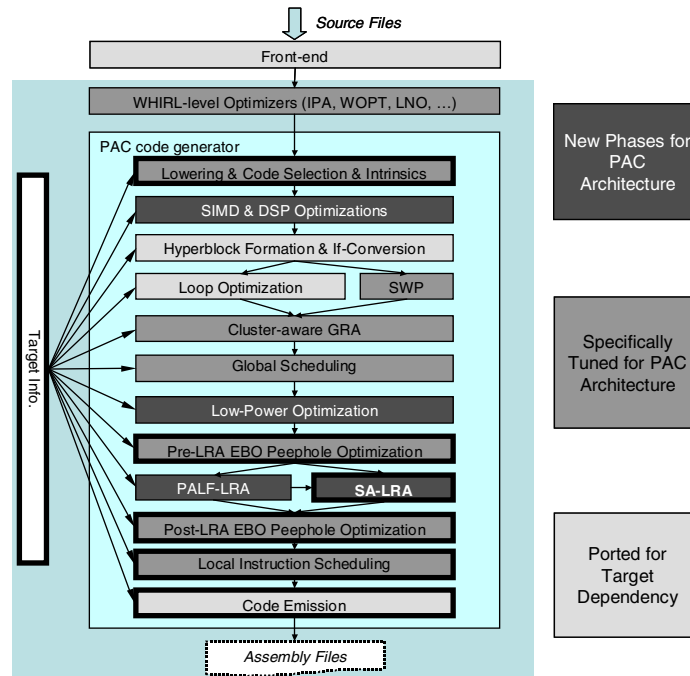 Source Files
Front-end
WHIRL-level Optimizers (IPA, WOPT, LNO, …)
PAC code generator
Lowering & Code Selection & Intrinsics
SIMD & DSP Optimizations
Hyperblock Formation & If-Conversion
Loop Optimization
SWP
Cluster-aware GRA
Global Scheduling
Low-Power Optimization
Pre-LRA EBO Peephole Optimization
PALF-LRA
SA-LRA
Post-LRA EBO Peephole Optimization
Local Instruction Scheduling
Code Emission
Assembly Files
Target Info.
New Phases for
PAC
Architecture
Specifically
Tuned for PAC
Architecture
Ported for
Target
Dependency